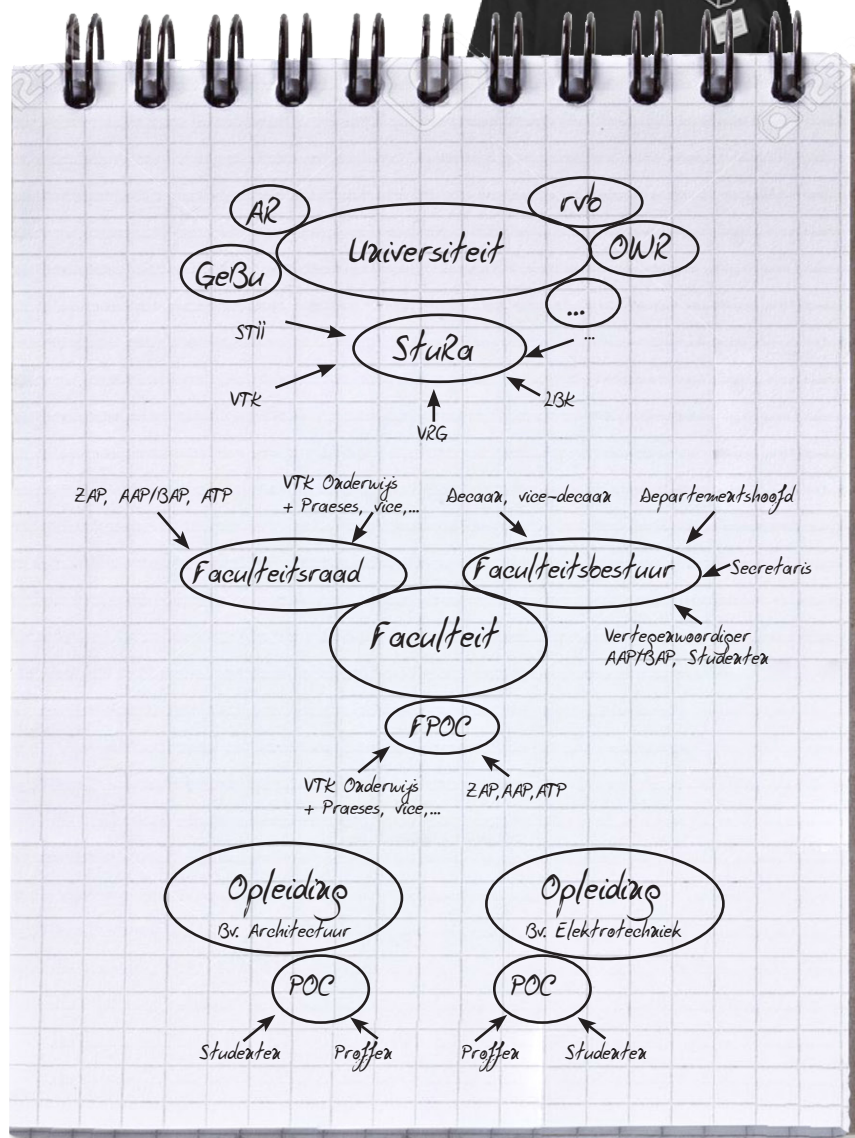 AR
rvb
Universiteit
OWR
GeBu
...
STII
StuRa
...
VTK
LBK
VRG
ZAP, AAP/BAP, ATP
VTK Onderwijs
+ Praeses, vice,...
Decaan, vice-decaan
Departementshoofd
Faculteitsraad
Faculteitsbestuur
Secretaris
Faculteit
Vertegenwoordiger
AAP/BAP, Studenten
FPOC
VTK Onderwijs
+ Praeses, vice,...
ZAP,AAP,ATP
Opleiding
Bv. Architectuur
Opleiding
Bv. Elektrotechniek
POC
POC
Studenten
Proffen
Proffen
Studenten